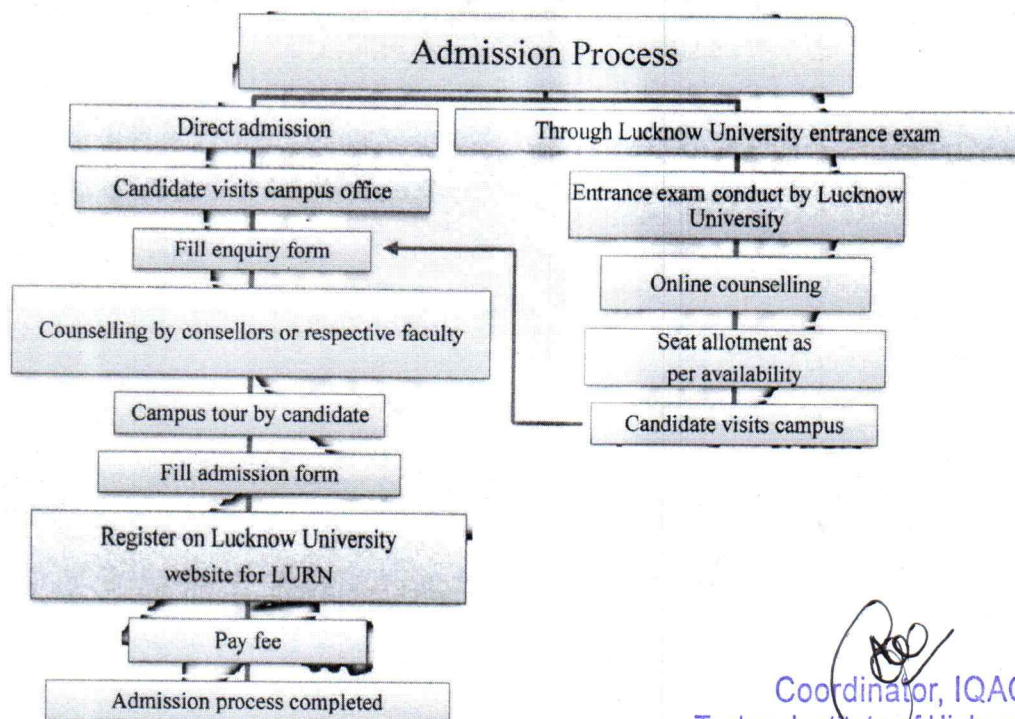 Admission Process
Direct admission
Candidate visits campus office
Fill enquiry form
Counselling by consellors or respective faculty
Campus tour by candidate
Fill admission form
Register on Lucknow University
website for LURN
Pay fee
Admission process completed
Through Lucknow University entrance exam
Entrance exam conduct by Lucknow
University
Online counselling
Seat allotment as
per availability
Candidate visits campus
Coordinator, IQAC